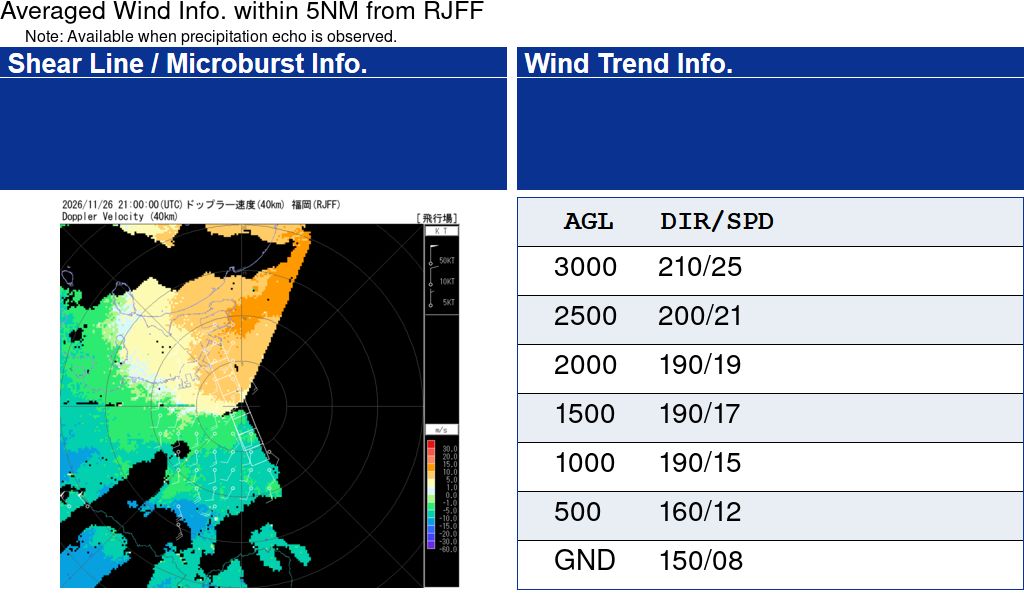 Averaged Wind Info. within 5NM from RJFF
Note: Available when precipitation echo is observed.
Shear Line / Microburst Info.
Wind Trend Info.
2026/11/26 21:00:00(UTC) ドップラー速度(40km) 福岡(RJFF)
Doppler Velocity (40km)
[飛行場]
KT
50KT
10KT
5KT
m/s
30.0
20.0
15.0
10.0
5.0
1.0
0.0
-1.0
-5.0
-10.0
-15.0
-20.0
-30.0
-60.0
AGL DIR/SPD
3000 210/25
2500 200/21
2000 190/19
1500 190/17
1000 190/15
500 160/12
GND 150/08